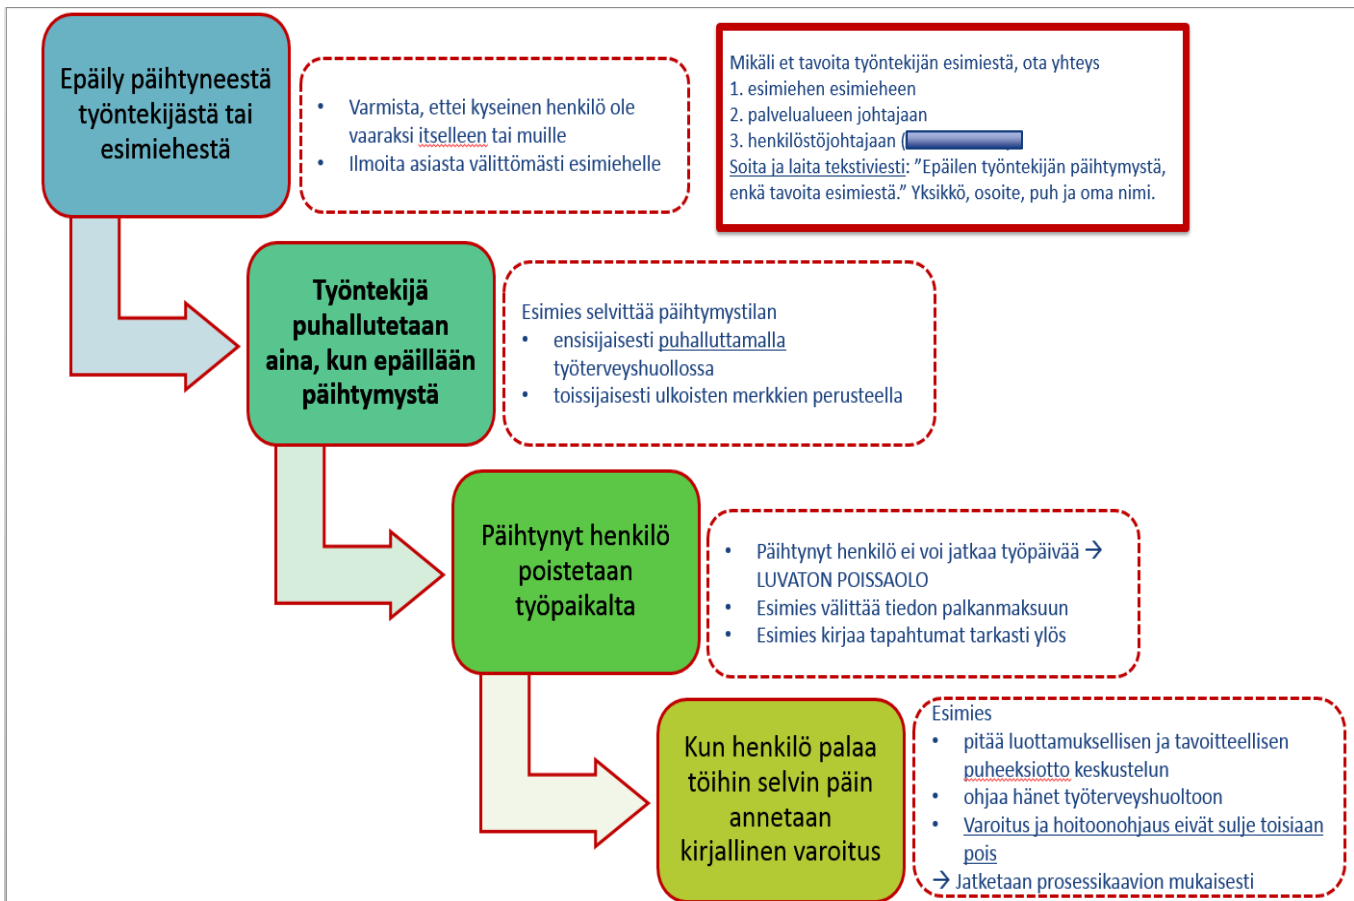 Epäily päihtyneestä
työntekijästä tai
esimiehestä
• Varmista, ettei kyseinen henkilö ole
vaaraksi itselleen tai muille
• Ilmoita asiasta välittömästi esimiehelle
Mikäli et tavoita työntekijän esimiestä, ota yhteys
1. esimiehen esimieheen
2. palvelualueen johtajaan
3. henkilöstöjohtajaan (
Soita ja laita tekstiviesti: ”Epäilen työntekijän päihtymystä,
enkä tavoita esimiestä.” Yksikkö, osoite, puh ja oma nimi.
Työntekijä
puhallutetaan
aina, kun epäillään
päihtymystä
Esimies selvittää päihtymystilan
• ensisijaisesti puhalluttamalla
työterveyshuollossa
• toissijaisesti ulkoisten merkkien perusteella
Päihtynyt henkilö
poistetaan
työpaikalta
• Päihtynyt henkilö ei voi jatkaa työpäivää →
LUVATON POISSAOLO
• Esimies välittää tiedon palkanmaksuun
• Esimies kirjaa tapahtumat tarkasti ylös
Kun henkilö palaa
töihin selvin päin
annetaan
kirjallinen varoitus
Esimies
• pitää luottamuksellisen ja tavoitteellisen
puheeksiotto keskustelun
• ohjaa hänet työterveyshuoltoon
• Varoitus ja hoitoonohjaus eivät sulje toisiaan
pois
→ Jatketaan prosessikaavion mukaisesti